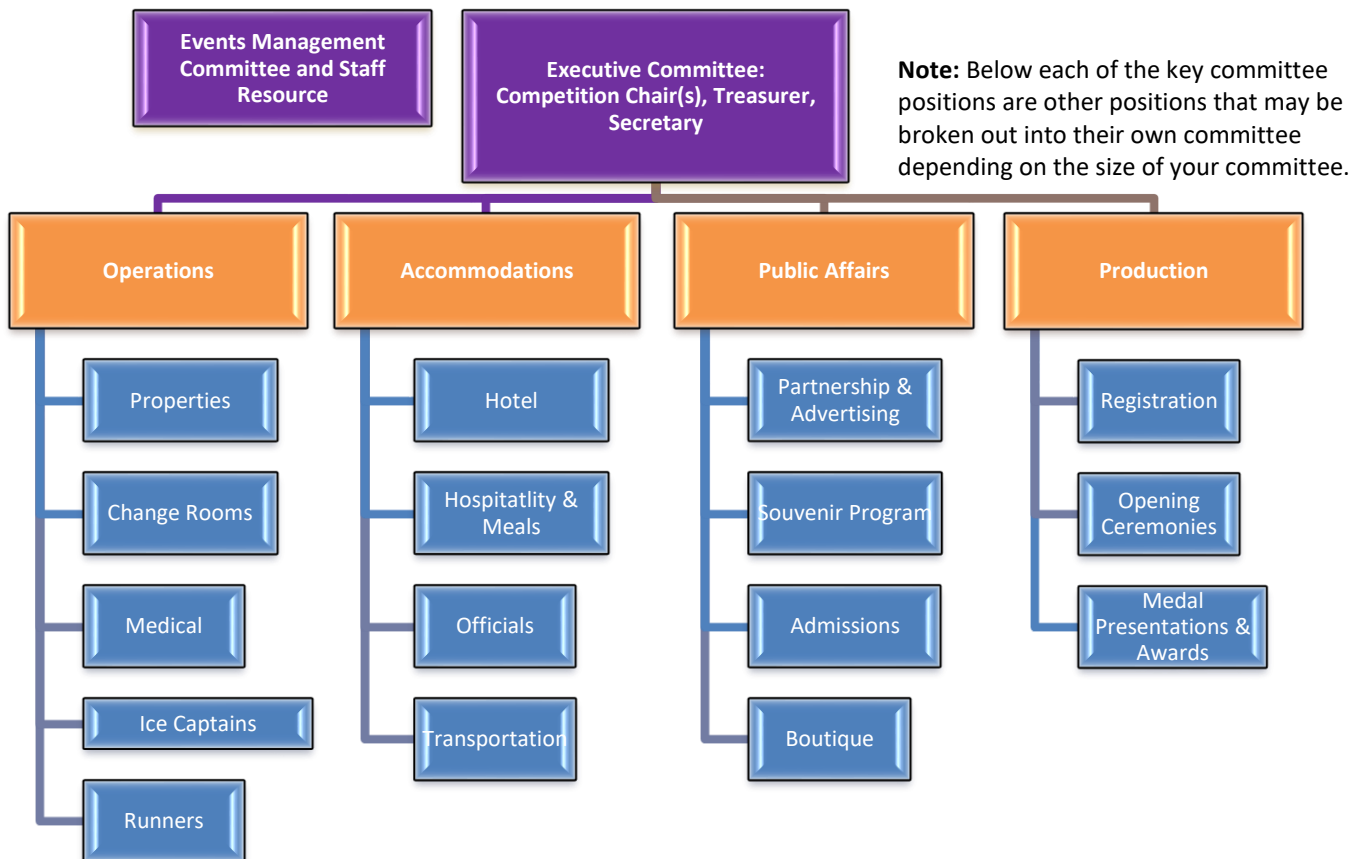 Events Management
Committee and Staff
Resource
Executive Committee:
Competition Chair(s), Treasurer,
Secretary
Note: Below each of the key committee
positions are other positions that may be
broken out into their own committee
depending on the size of your committee.
Operations
Accommodations
Public Affairs
Production
Properties
Change Rooms
Medical
Ice Captains
Runners
Hotel
Hospitatlity &
Meals
Officials
Transportation
Partnership &
Advertising
Souvenir Program
Admissions
Boutique
Registration
Opening
Ceremonies
Medal
Presentations &
Awards